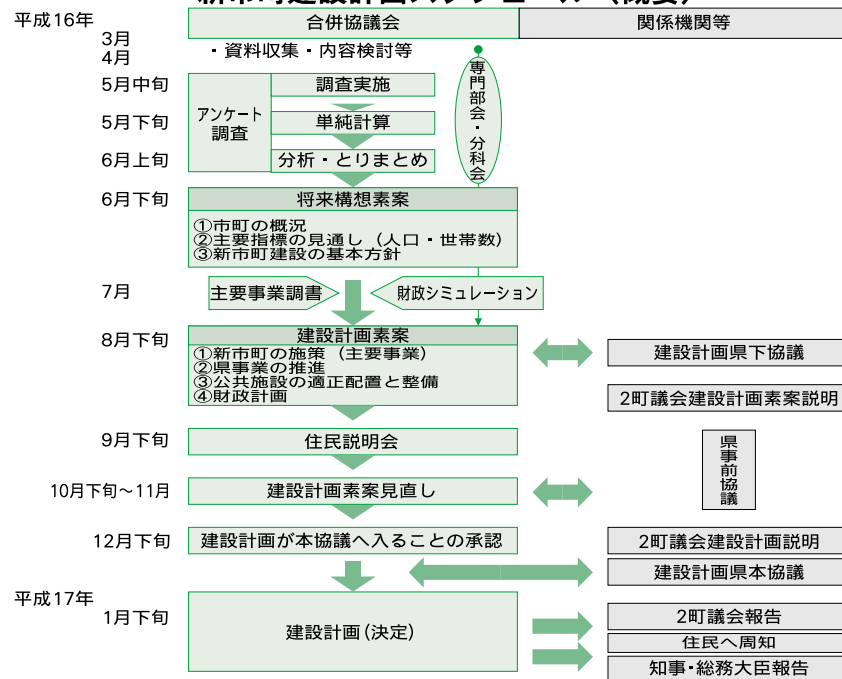 新市町建設計画スケジュール（概要）
平成16年
合併協議会
関係機関等
3月
4月
・資料収集・内容検討等
専門部会・分科会
5月中旬
アンケート
調査
調査実施
5月下旬
単純計算
6月上旬
分析・とりまとめ
6月下旬
将来構想素案
①市町の概況
②主要指標の見通し（人口・世帯数）
③新市町建設の基本方針
7月
主要事業調書
財政シミュレーション
8月下旬
建設計画素案
①新市町の施策（主要事業）
②県事業の推進
③公共施設の適正配置と整備
④財政計画
建設計画県下協議
2町議会建設計画素案説明
9月下旬
住民説明会
県事前協議
10月下旬～11月
建設計画素案見直し
12月下旬
建設計画が本協議へ入ることの承認
2町議会建設計画説明
建設計画県本協議
平成17年
1月下旬
建設計画(決定)
2町議会報告
住民へ周知
知事・総務大臣報告